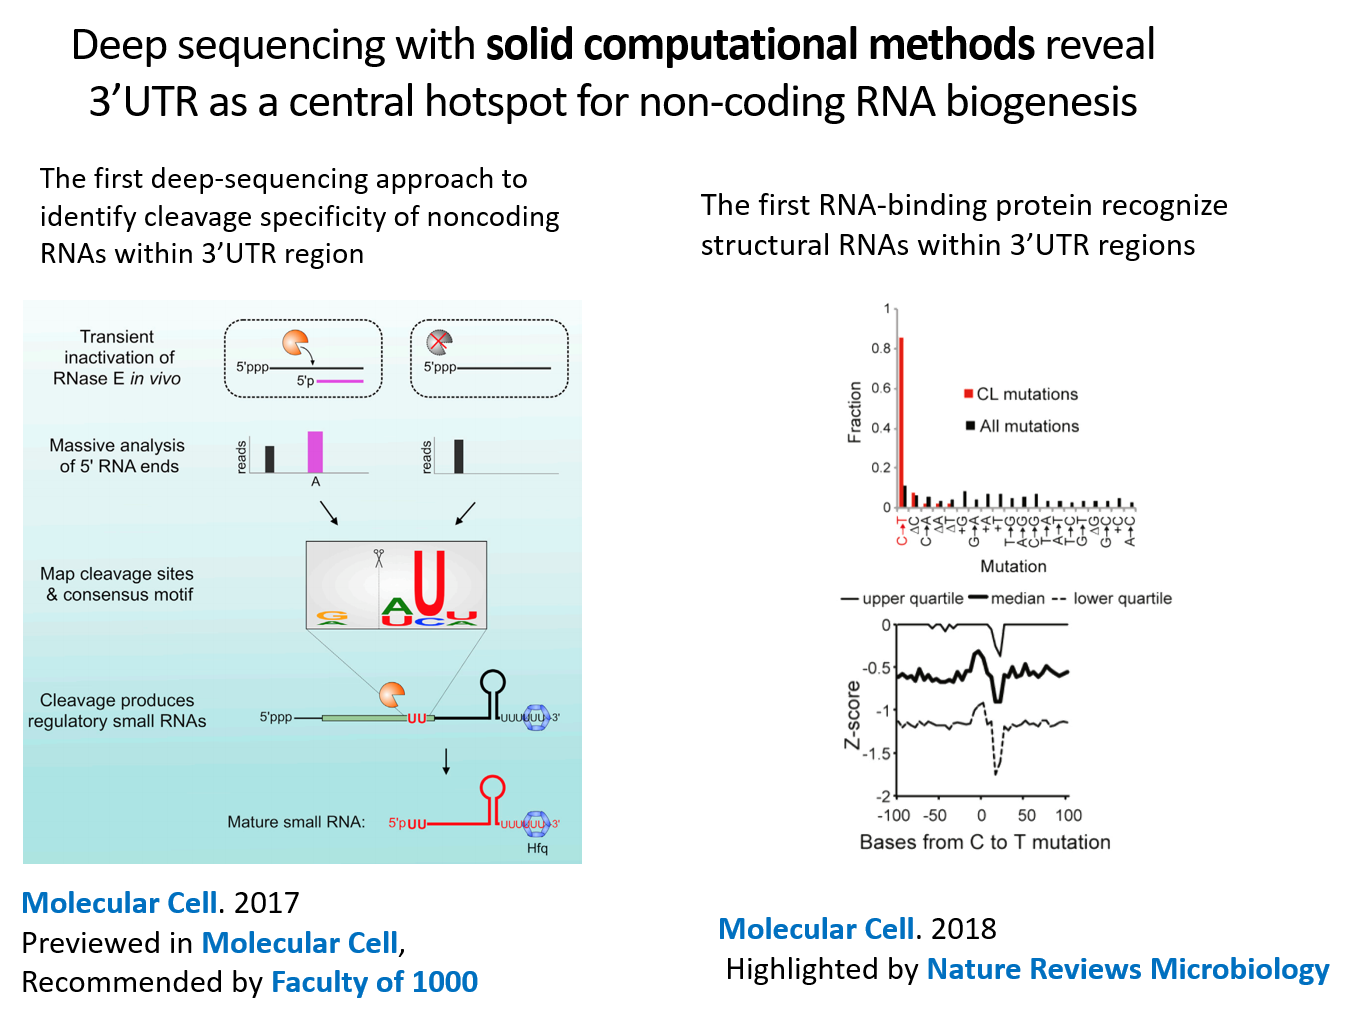 Deep sequencing with solid computational methods reveal
3’UTR as a central hotspot for non-coding RNA biogenesis
The first deep-sequencing approach to
identify cleavage specificity of noncoding
RNAs within 3’UTR region
Transient
inactivation of
RNase E in vivo
5'ppp
5'p
5'ppp
Massive analysis
of 5' RNA ends
reads
A
reads
Map cleavage sites
& consensus motif
G
A
A
U
U
C
U
A
Cleavage produces
regulatory small RNAs
5'ppp
UU
UUUUUU
3'
Mature small RNA:
5'p
UU
UUUUUU
3'
Hfq
Molecular Cell. 2017
Previewed in Molecular Cell,
Recommended by Faculty of 1000
The first RNA-binding protein recognize
structural RNAs within 3’UTR regions
1
0.8
0.6
0.4
0.2
0
Fraction
CL mutations
All mutations
C→T
ΔC
C→A
ΔA
ΔT
+G
G→A
+A
+T
T→G
A→G
C→G
T→A
A→T
T→C
G→T
ΔG
G→C
+C
A→C
Mutation
upper quartile
median
lower quartile
0
-0.5
-1
-1.5
-2
Z-score
-100 -50 0 50 100
Bases from C to T mutation
Molecular Cell. 2018
Highlighted by Nature Reviews Microbiology